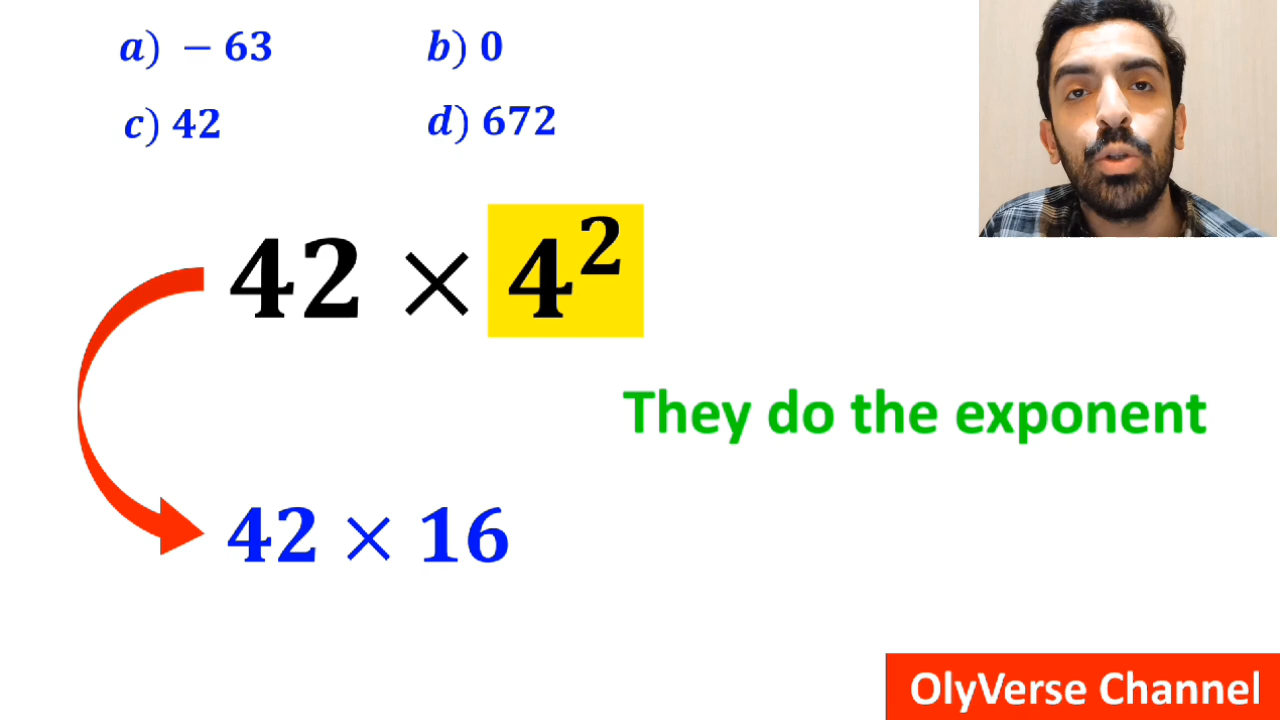 a) − 63 b) 0
c) 42 d) 672
42 × 4²
They do the exponent
42 × 16
OlyVerse Channel